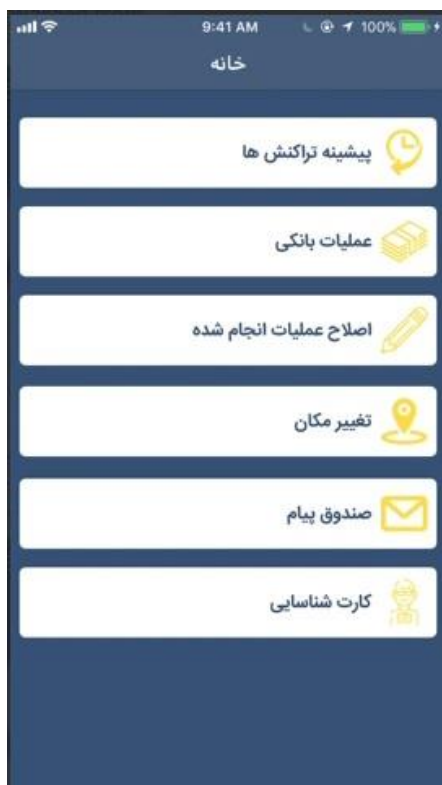 9:41 AM
100%
خانه
پیشینه تراکنش ها
عملیات بانکی
اصلاح عملیات انجام شده
تغییر مکان
صندوق پیام
کارت شناسایی